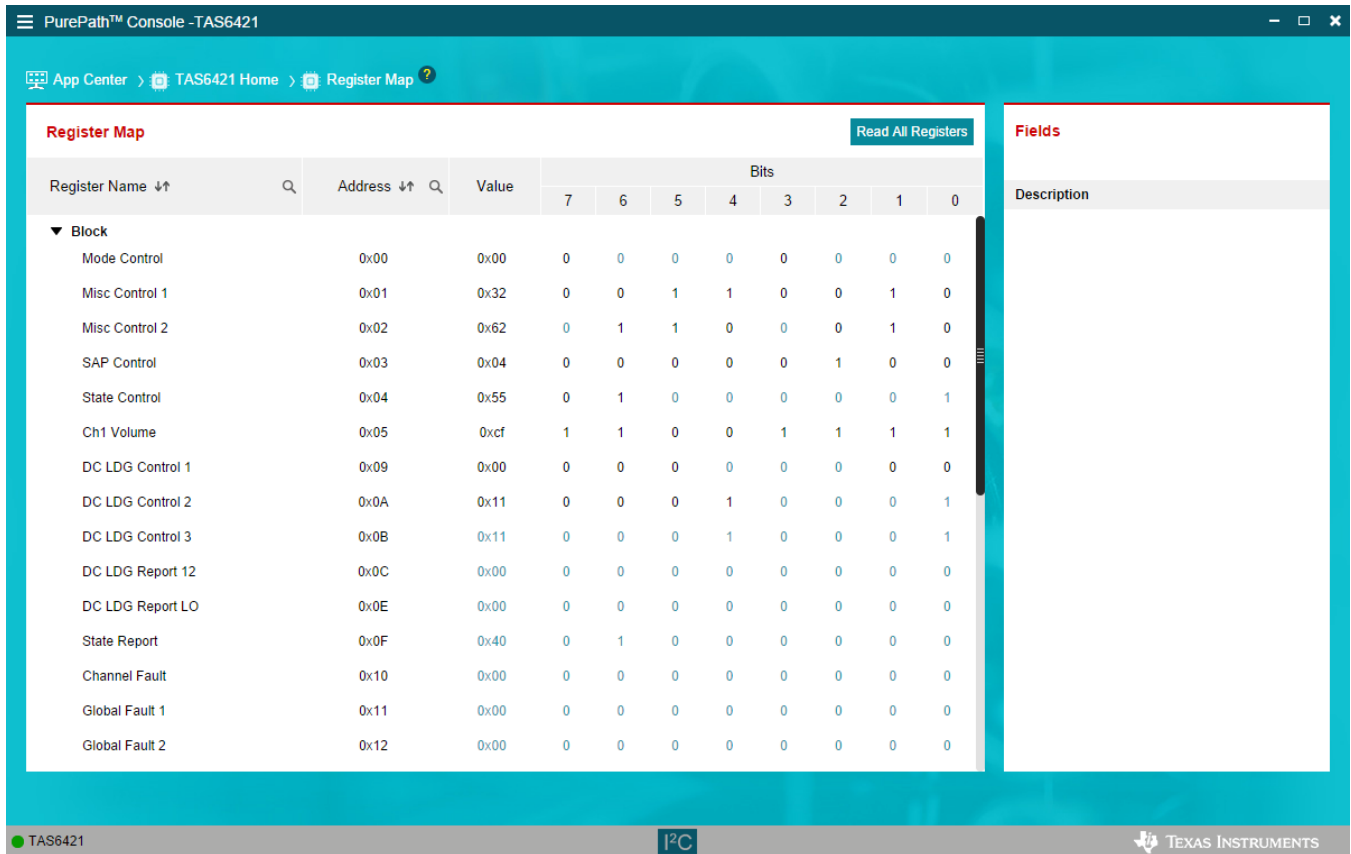 PurePath™ Console -TAS6421
App Center > TAS6421 Home > Register Map ?
Register Map
Read All Registers
Register Name Address Value Bits
7 6 5 4 3 2 1 0
Block
Mode Control 0x00 0x00 0 0 0 0 0 0 0 0
Misc Control 1 0x01 0x32 0 0 1 1 0 0 1 0
Misc Control 2 0x02 0x62 0 1 1 0 0 0 1 0
SAP Control 0x03 0x04 0 0 0 0 0 1 0 0
State Control 0x04 0x55 0 1 0 0 0 0 0 1
Ch1 Volume 0x05 0xcf 1 1 0 0 1 1 1 1
DC LDG Control 1 0x09 0x00 0 0 0 0 0 0 0 0
DC LDG Control 2 0x0A 0x11 0 0 0 1 0 0 0 1
DC LDG Control 3 0x0B 0x11 0 0 0 1 0 0 0 1
DC LDG Report 12 0x0C 0x00 0 0 0 0 0 0 0 0
DC LDG Report LO 0x0E 0x00 0 0 0 0 0 0 0 0
State Report 0x0F 0x40 0 1 0 0 0 0 0 0
Channel Fault 0x10 0x00 0 0 0 0 0 0 0 0
Global Fault 1 0x11 0x00 0 0 0 0 0 0 0 0
Global Fault 2 0x12 0x00 0 0 0 0 0 0 0 0
Fields
Description
TAS6421
I²C
TEXAS INSTRUMENTS